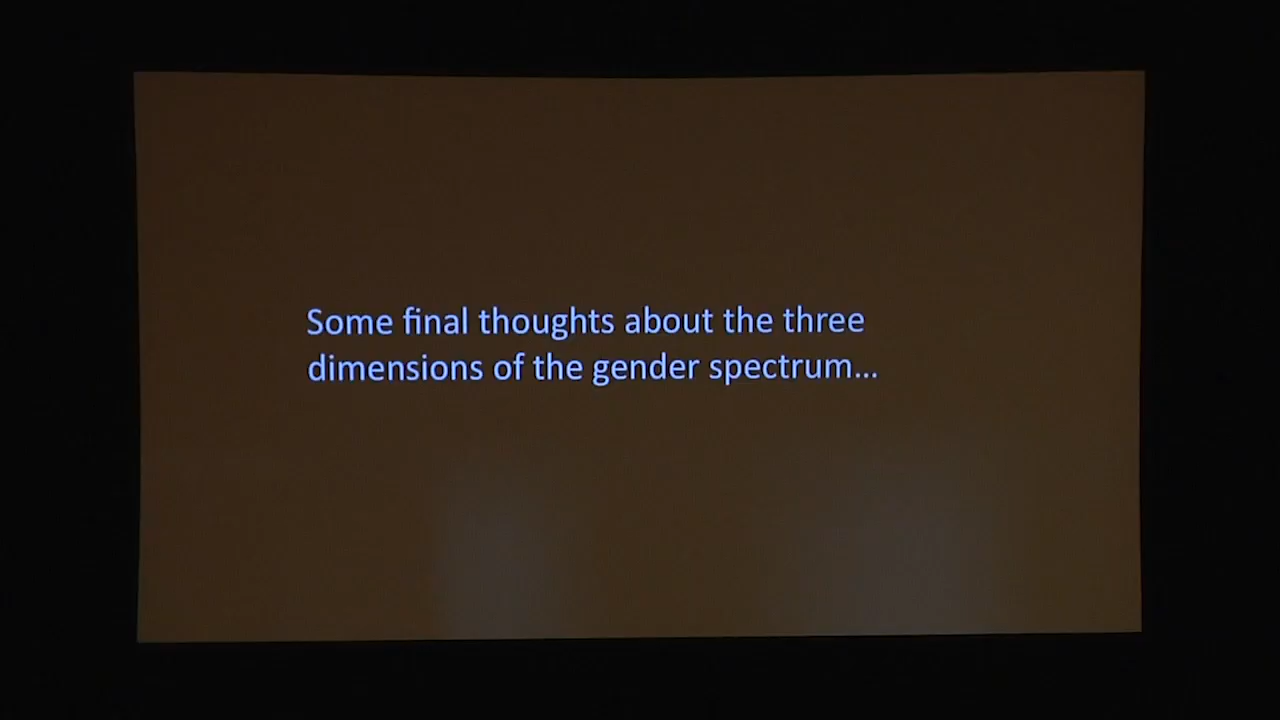 Some final thoughts about the three
dimensions of the gender spectrum...